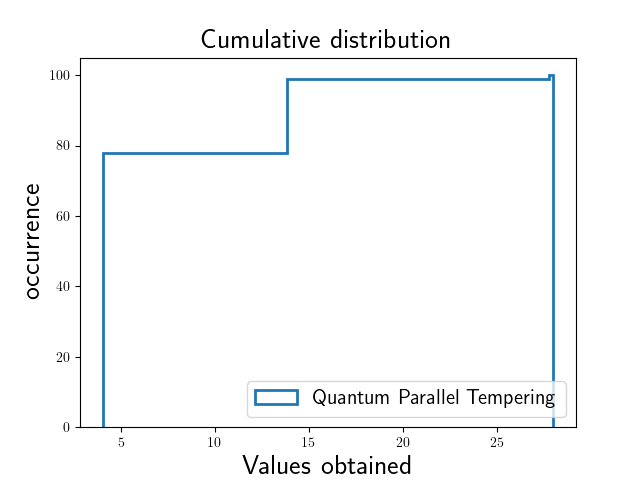 Cumulative distribution
100
80
60
40
20
0
occurrence
5
10
15
20
25
Values obtained
Quantum Parallel Tempering